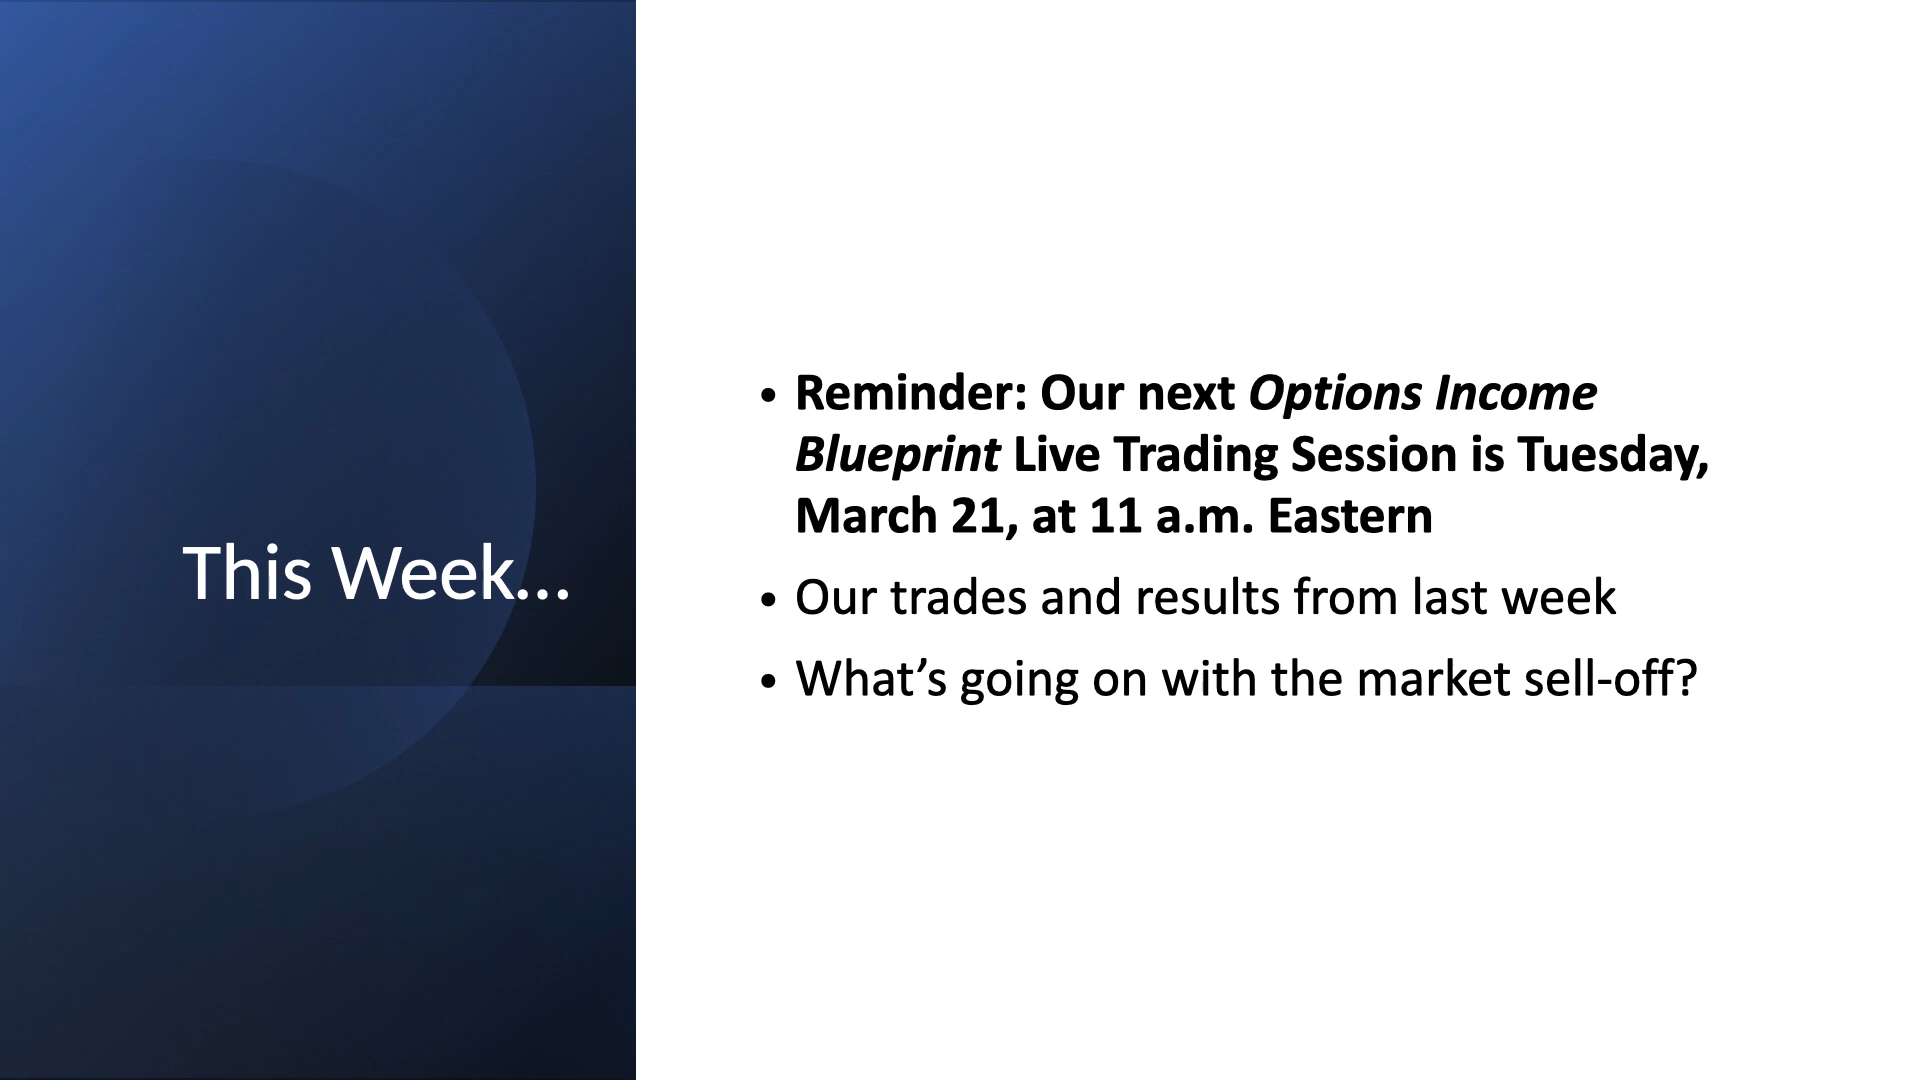 This Week...
• Reminder: Our next Options Income
Blueprint Live Trading Session is Tuesday,
March 21, at 11 a.m. Eastern
• Our trades and results from last week
• What’s going on with the market sell-off?